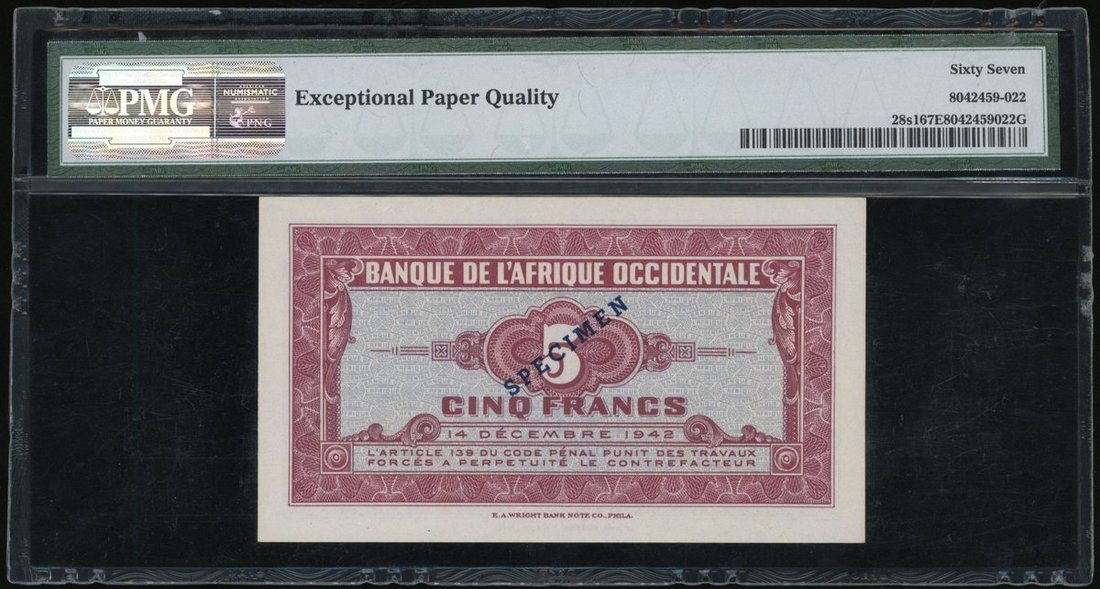 PMG
PAPER MONEY GUARANTY
AMERICAN
NUMISMATIC
ASSOCIATION
PNG
Exceptional Paper Quality
Sixty Seven
8042459-022
28s167E8042459022G
BANQUE DE L'AFRIQUE OCCIDENTALE
5
SPECIMEN
CINQ FRANCS
14 DÉCEMBRE 1942
L'ARTICLE 139 DU CODE PÉNAL PUNIT DES TRAVAUX
FORCÉS A PERPETUITÉ LE CONTREFACTEUR
E.A.WRIGHT BANK NOTE CO., PHILA.